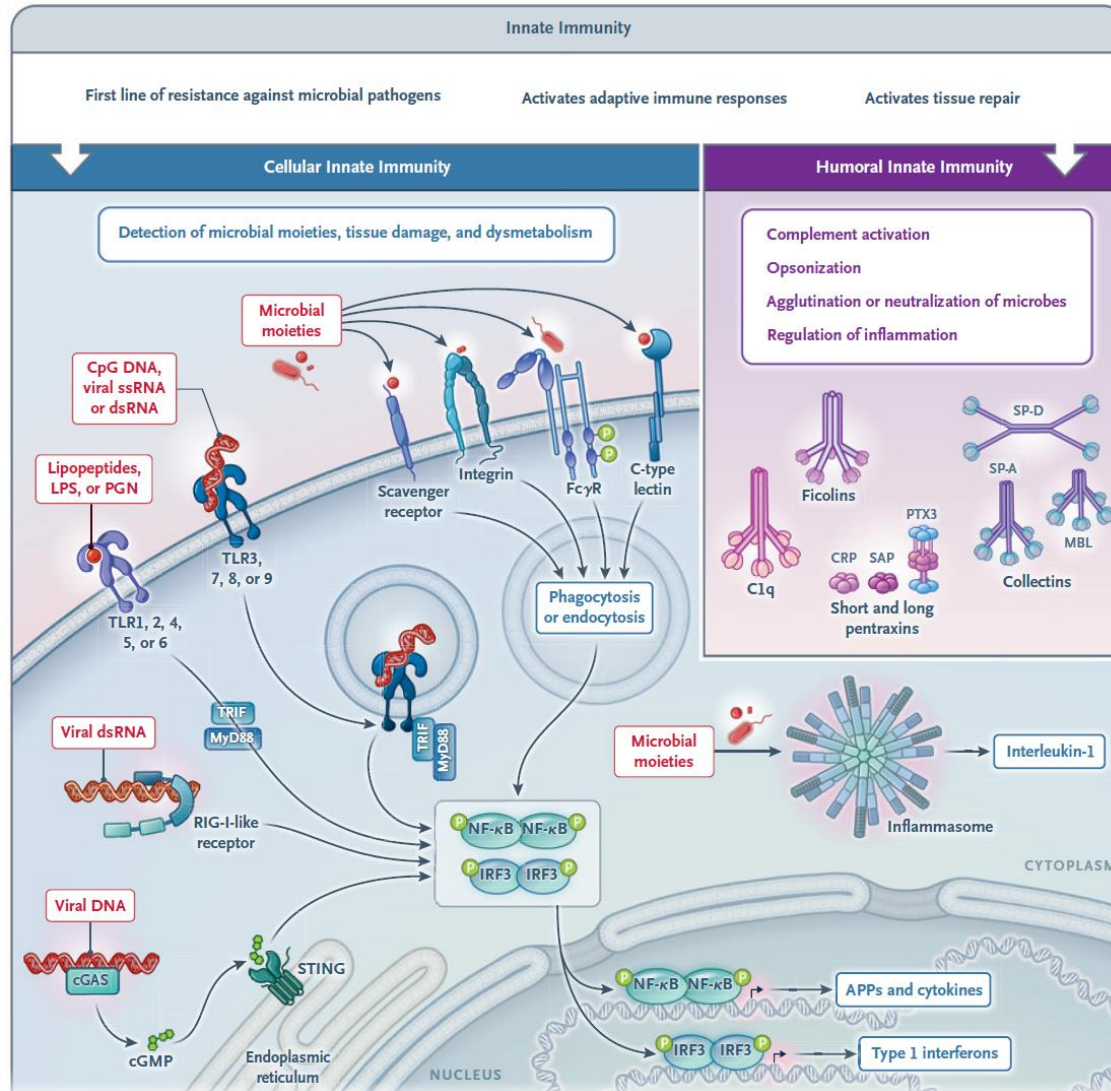 Innate Immunity
First line of resistance against microbial pathogens
Activates adaptive immune responses
Activates tissue repair
Cellular Innate Immunity
Detection of microbial moieties, tissue damage, and dysmetabolism
Microbial
moieties
CpG DNA,
viral ssRNA
or dsRNA
Lipopeptides,
LPS, or PGN
Scavenger
receptor
Integrin
FcγR
P
P
C-type
lectin
TLR3,
7, 8, or 9
TLR1, 2, 4,
5, or 6
Phagocytosis
or endocytosis
TRIF
MyD88
TRIF
MyD88
Viral dsRNA
RIG-I-like
receptor
P NF-κB NF-κB P
P IRF3 IRF3 P
Viral DNA
cGAS
cGMP
STING
Endoplasmic
reticulum
NUCLEUS
Humoral Innate Immunity
Complement activation
Opsonization
Agglutination or neutralization of microbes
Regulation of inflammation
Ficolins
SP-D
SP-A
MBL
Collectins
C1q
CRP
SAP
PTX3
Short and long
pentraxins
Microbial
moieties
Inflammasome
Interleukin-1
CYTOPLASM
P NF-κB NF-κB P
APPs and cytokines
P IRF3 IRF3 P
Type 1 interferons